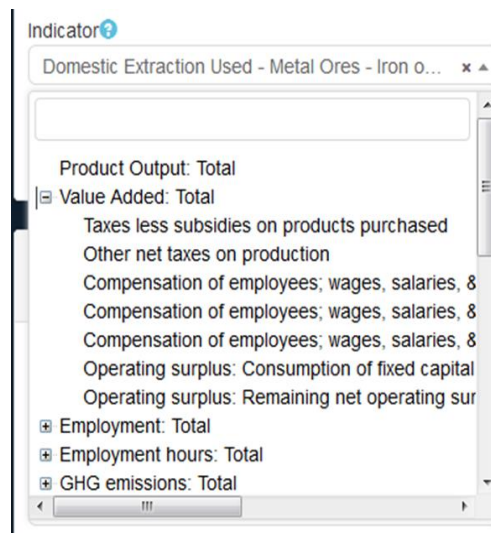 Indicator
Domestic Extraction Used - Metal Ores - Iron o...
Product Output: Total
Value Added: Total
Taxes less subsidies on products purchased
Other net taxes on production
Compensation of employees; wages, salaries, &
Compensation of employees; wages, salaries, &
Compensation of employees; wages, salaries, &
Operating surplus: Consumption of fixed capital
Operating surplus: Remaining net operating sur
Employment: Total
Employment hours: Total
GHG emissions: Total